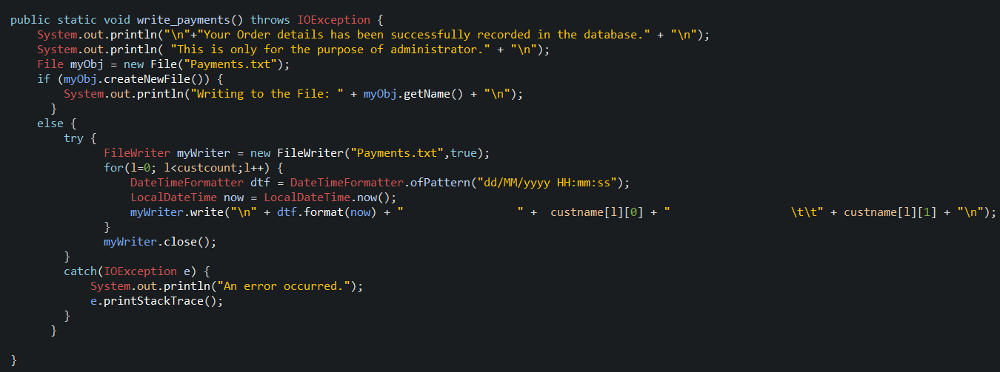 public static void write_payments() throws IOException {
    System.out.println("\n"+"Your Order details has been successfully recorded in the database." + "\n");
    System.out.println( "This is only for the purpose of administrator." + "\n");
    File myObj = new File("Payments.txt");
    if (myObj.createNewFile()) {
        System.out.println("Writing to the File: " + myObj.getName() + "\n");
      }
    else {
        try {
              FileWriter myWriter = new FileWriter("Payments.txt",true);
              for(l=0; l<custcount;l++) {
                  DateTimeFormatter dtf = DateTimeFormatter.ofPattern("dd/MM/yyyy HH:mm:ss");
                  LocalDateTime now = LocalDateTime.now();
                  myWriter.write("\n" + dtf.format(now) + "                 " +  custname[l][0] + "                  \t\t" + custname[l][1] + "\n");
              }
              myWriter.close();
        }
        catch(IOException e) {
            System.out.println("An error occurred.");
            e.printStackTrace();
        }
      }

}